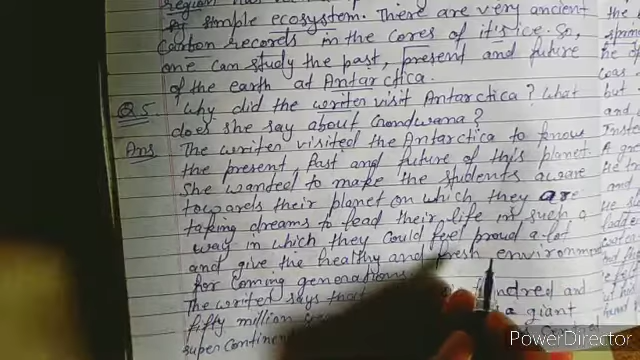 region
simple ecosystem. There are very ancient
Carbon records in the cores of it's ice. So,
one can study the past, present and future
of the earth at Antarctica.
Q5 Why did the writer visit Antarctica? What
does she say about Gondwana?
Ans The writer visited the Antarctica to know
the present, past and future of this planet.
She wanted to make the students aware
towards their planet on which they are
taking dreams to lead their life in such a
way in which they could feel proud a lot
and give the healthy and fresh environment
for coming generations
The writer says that hundred and
fifty million a giant
supercontinent
PowerDirector